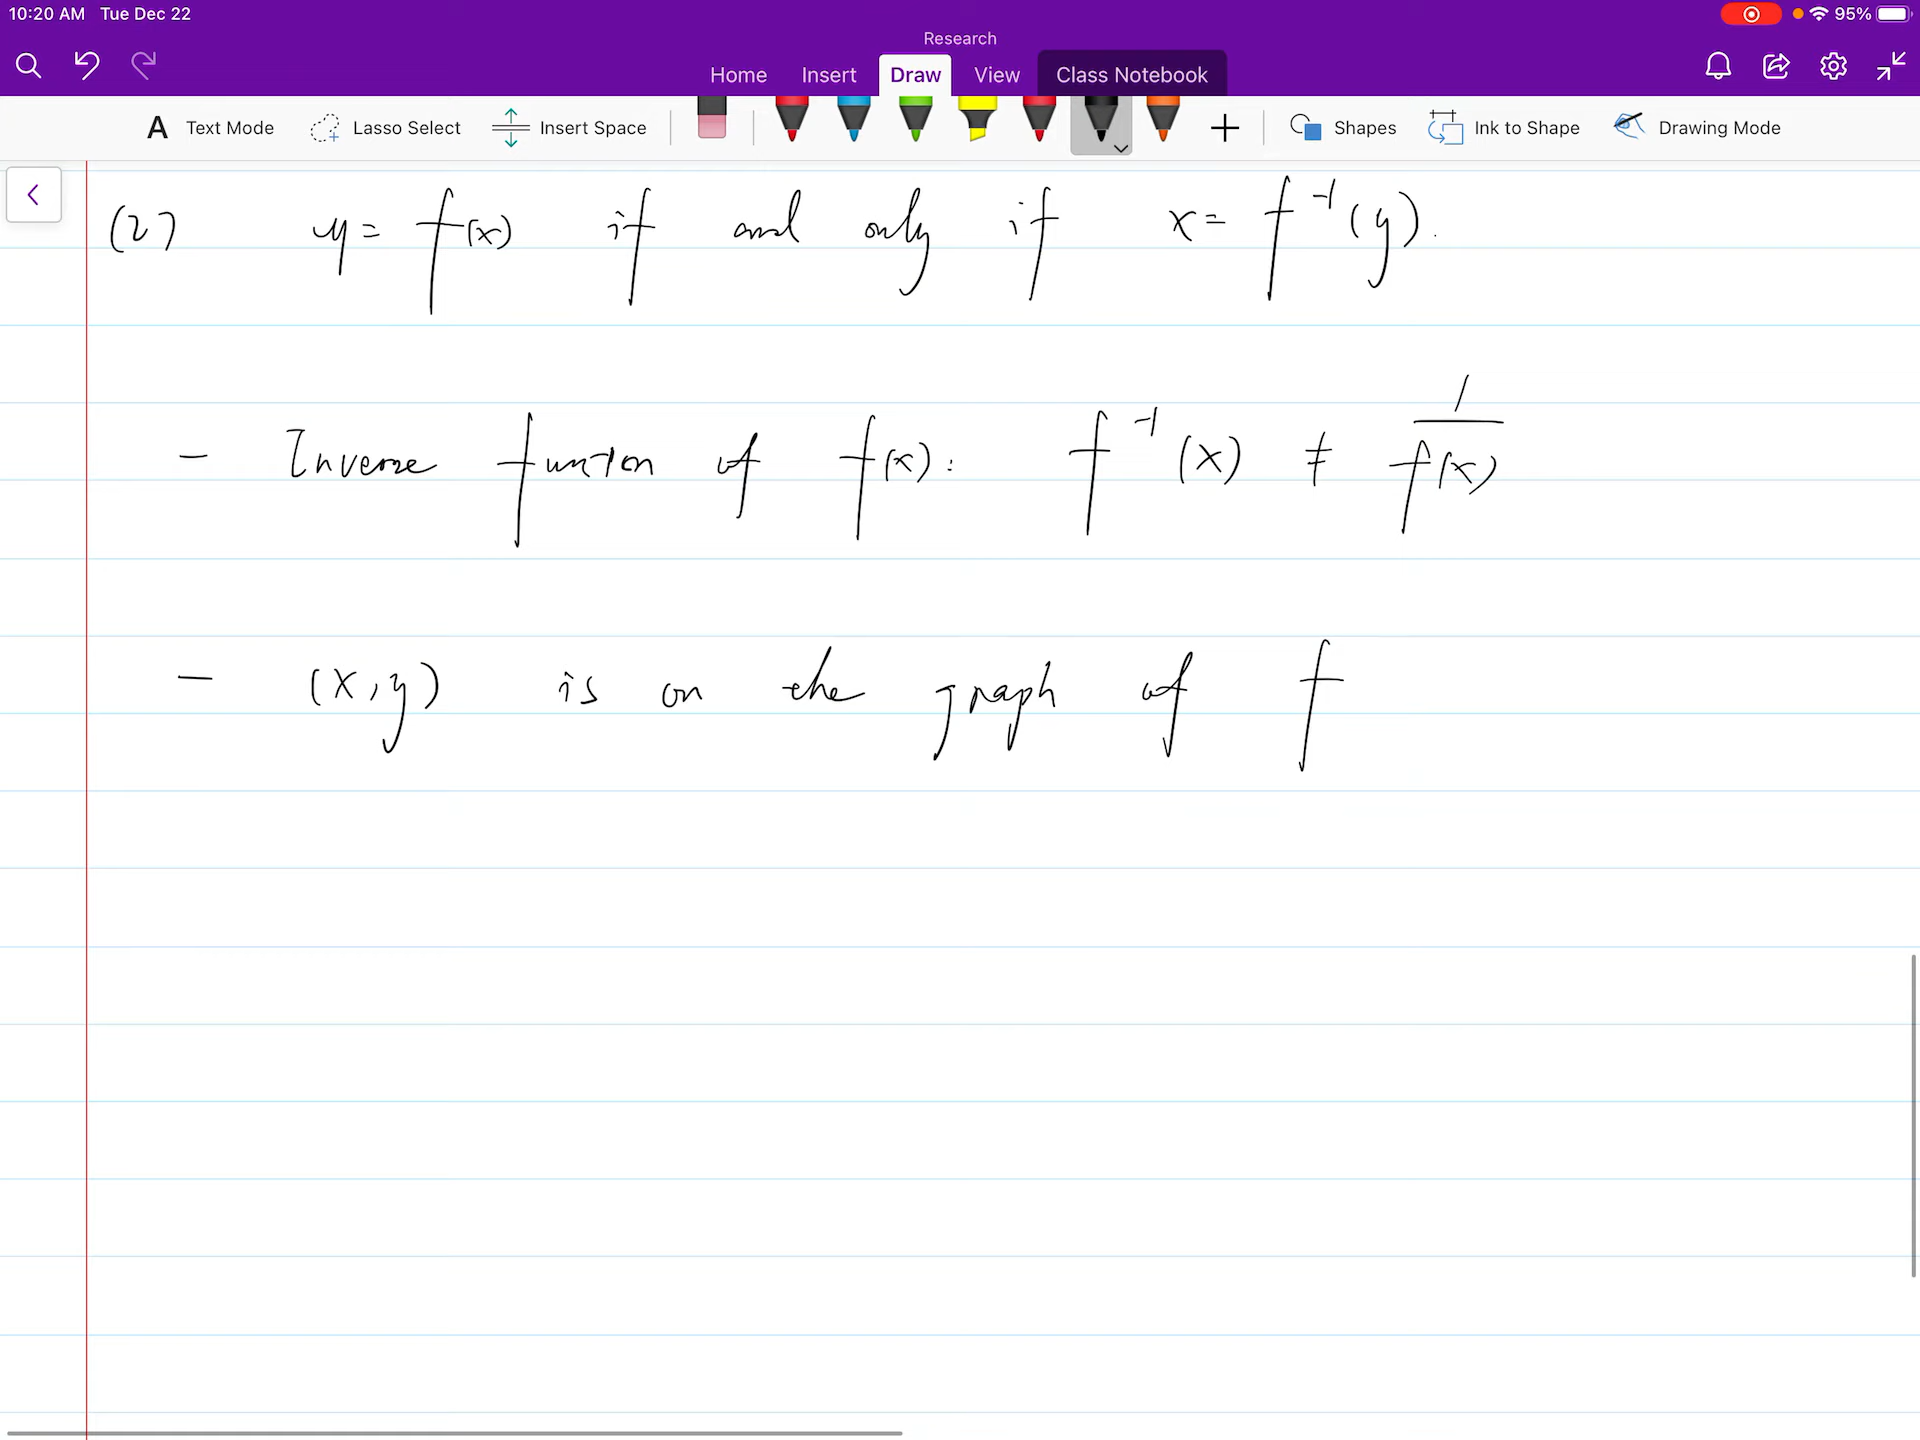 10:20 AM Tue Dec 22
95%
Research
Home Insert Draw View Class Notebook
A Text Mode Lasso Select Insert Space Shapes Ink to Shape Drawing Mode
(2) y = f(x) if and only if x = f⁻¹(y).
- Inverse function of f(x): f⁻¹(x) ≠ 1/f(x)
- (x, y) is on the graph of f